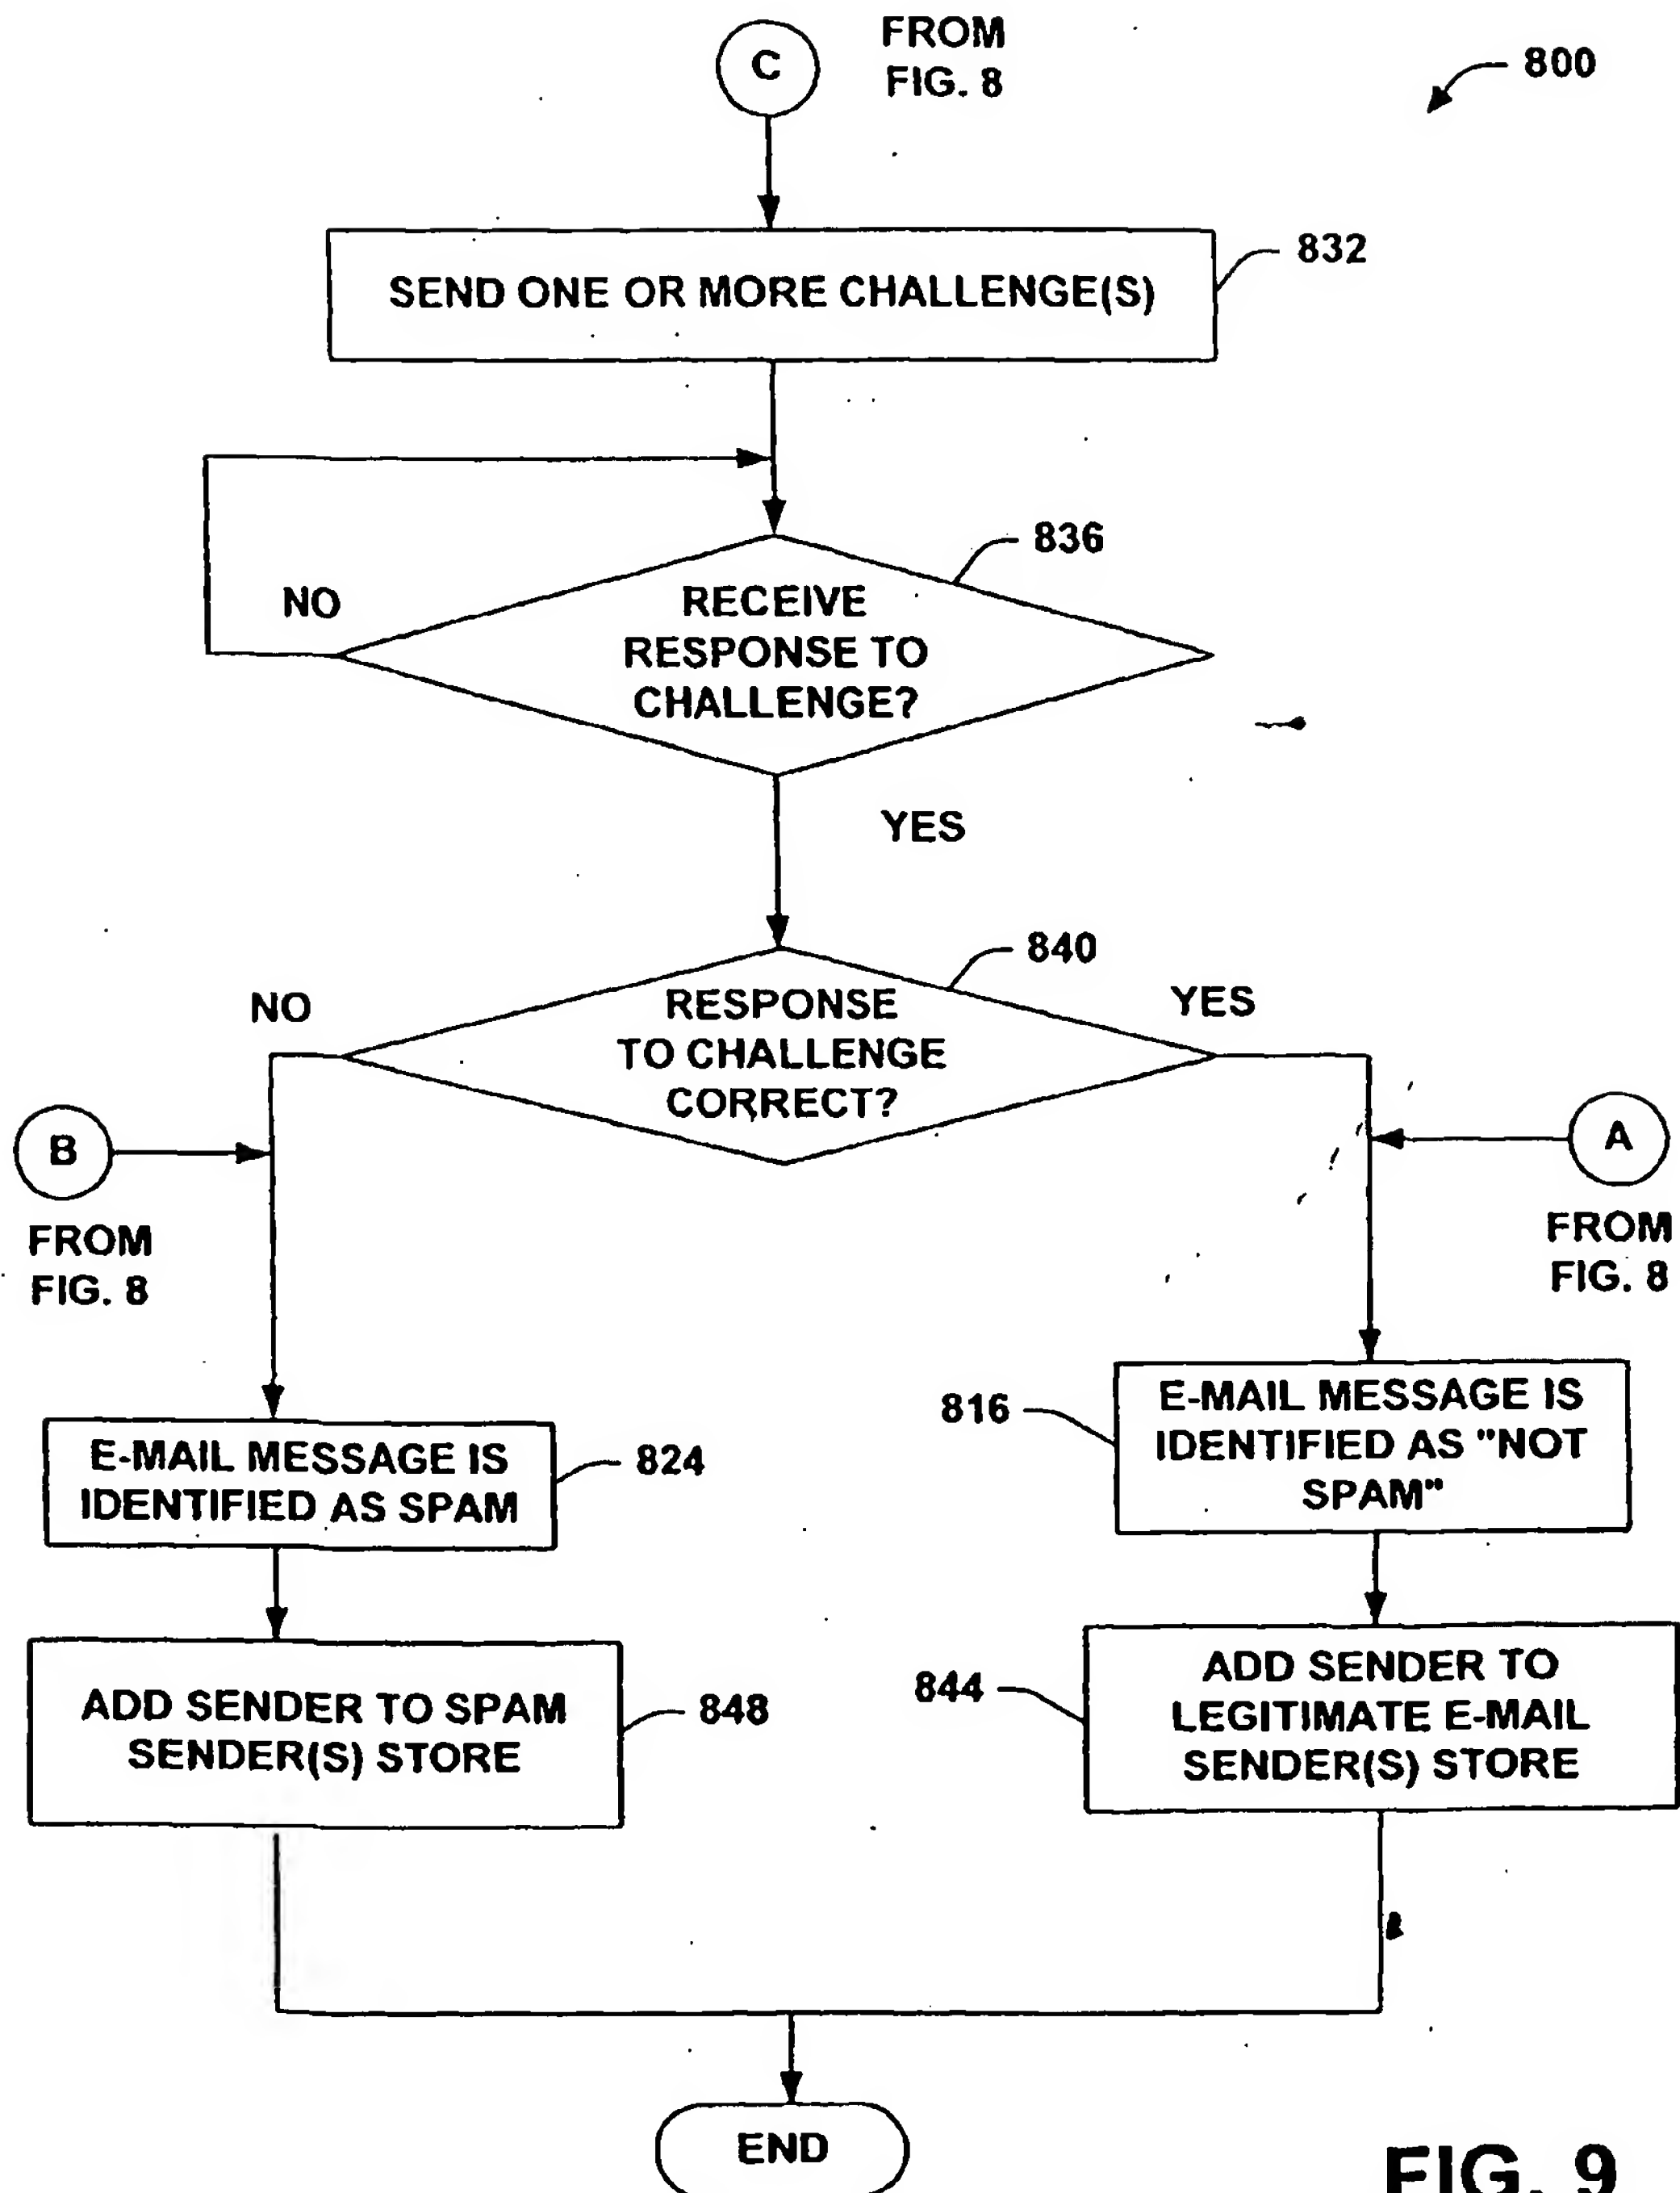 C
FROM
FIG. 8
800
SEND ONE OR MORE CHALLENGE(S)
832
836
NO
RECEIVE
RESPONSE TO
CHALLENGE?
YES
840
NO
RESPONSE
TO CHALLENGE
CORRECT?
YES
B
FROM
FIG. 8
A
FROM
FIG. 8
E-MAIL MESSAGE IS
IDENTIFIED AS SPAM
824
816
E-MAIL MESSAGE IS
IDENTIFIED AS "NOT
SPAM"
ADD SENDER TO SPAM
SENDER(S) STORE
848
844
ADD SENDER TO
LEGITIMATE E-MAIL
SENDER(S) STORE
END
FIG. 9